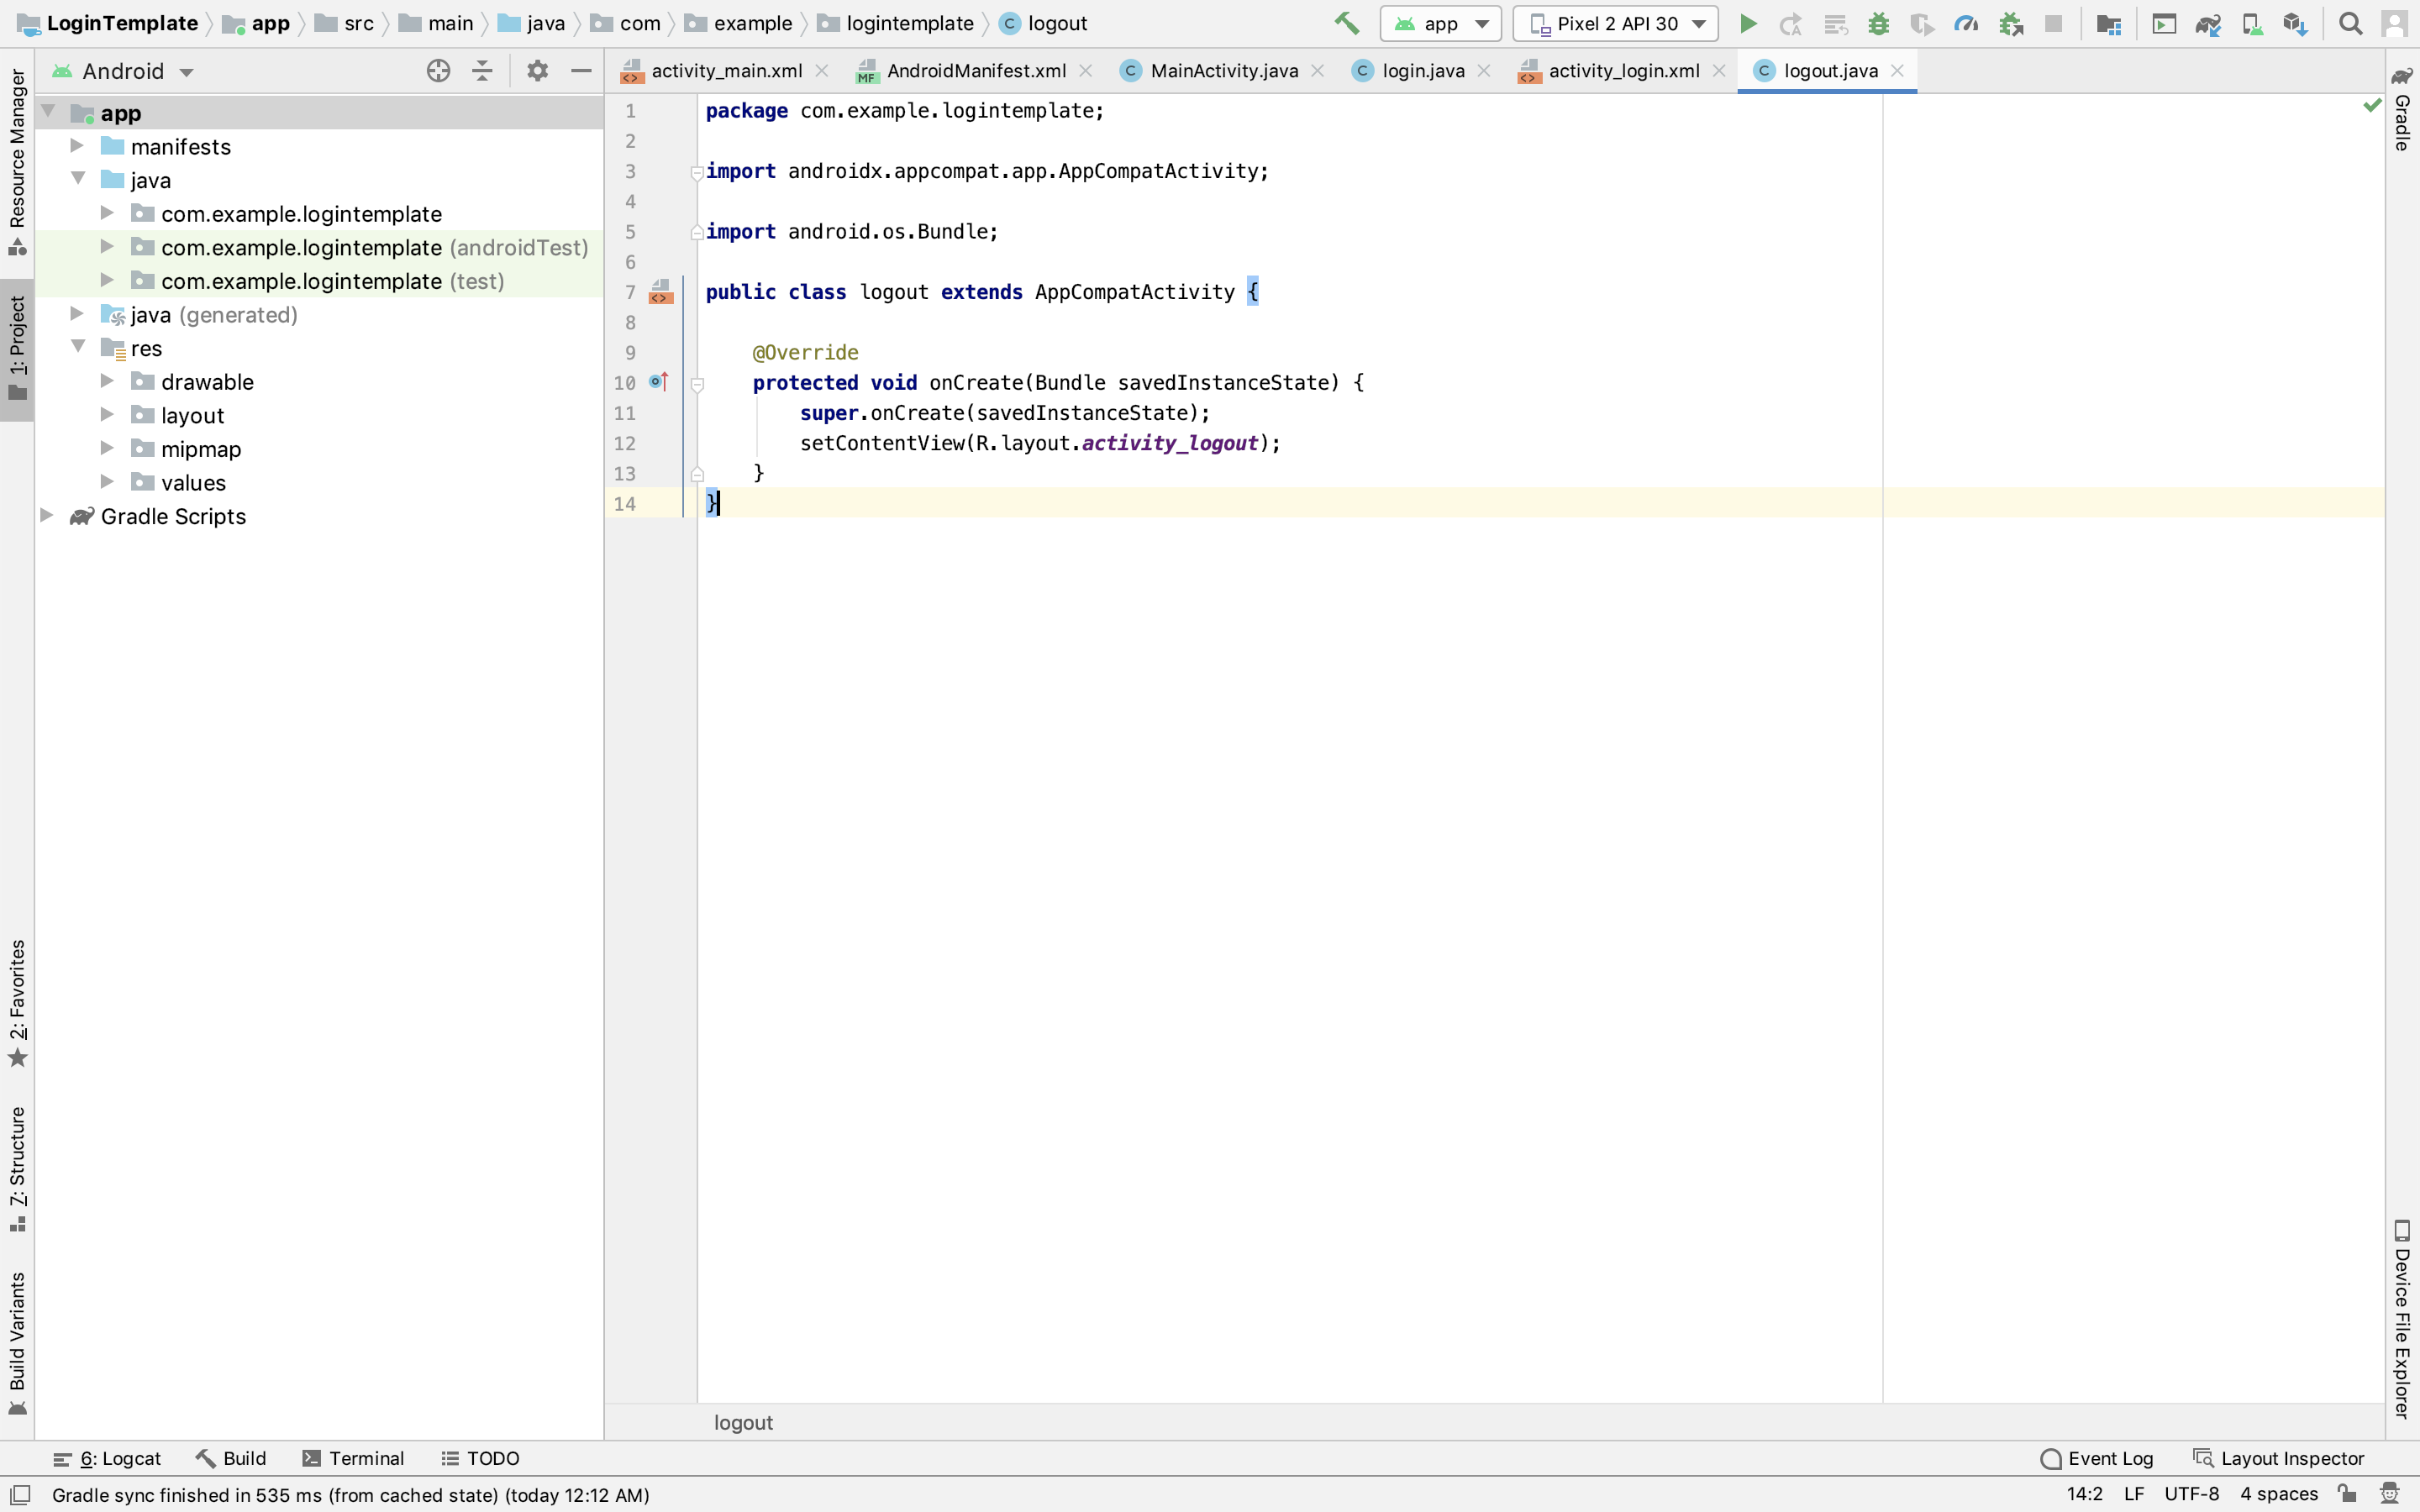 LoginTemplate app src main java com example logintemplate logout
app
Pixel 2 API 30
Android
activity_main.xml
AndroidManifest.xml
MainActivity.java
login.java
activity_login.xml
logout.java
Resource Manager
1: Project
2: Favorites
7: Structure
Build Variants
app
manifests
java
com.example.logintemplate
com.example.logintemplate (androidTest)
com.example.logintemplate (test)
java (generated)
res
drawable
layout
mipmap
values
Gradle Scripts
1 package com.example.logintemplate;
2
3 import androidx.appcompat.app.AppCompatActivity;
4
5 import android.os.Bundle;
6
7 public class logout extends AppCompatActivity {
8
9 @Override
10 protected void onCreate(Bundle savedInstanceState) {
11 super.onCreate(savedInstanceState);
12 setContentView(R.layout.activity_logout);
13 }
14 }
logout
Gradle
Device File Explorer
6: Logcat
Build
Terminal
TODO
Event Log
Layout Inspector
Gradle sync finished in 535 ms (from cached state) (today 12:12 AM)
14:2 LF UTF-8 4 spaces